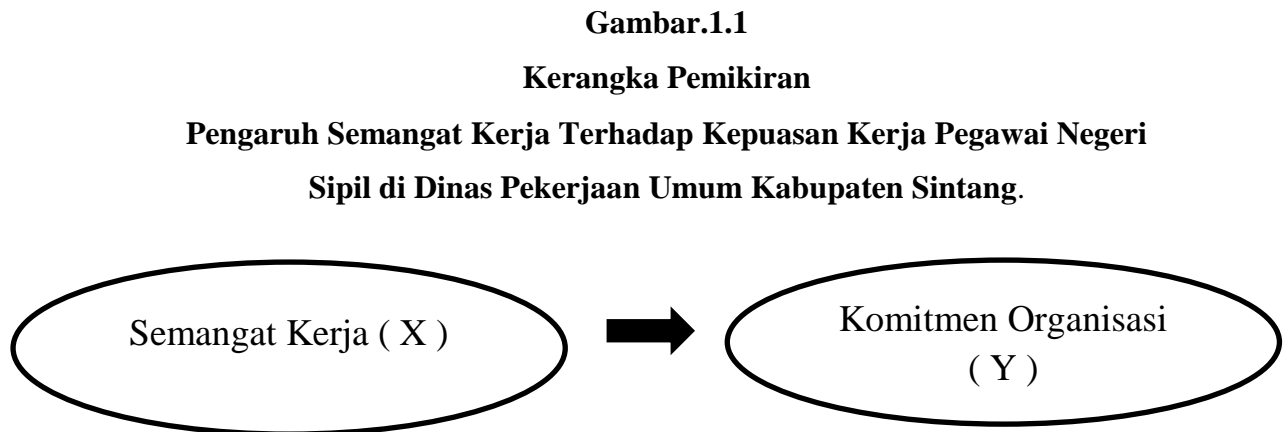 Gambar.1.1
Kerangka Pemikiran
Pengaruh Semangat Kerja Terhadap Kepuasan Kerja Pegawai Negeri
Sipil di Dinas Pekerjaan Umum Kabupaten Sintang.
Semangat Kerja ( X )
Komitmen Organisasi
( Y )